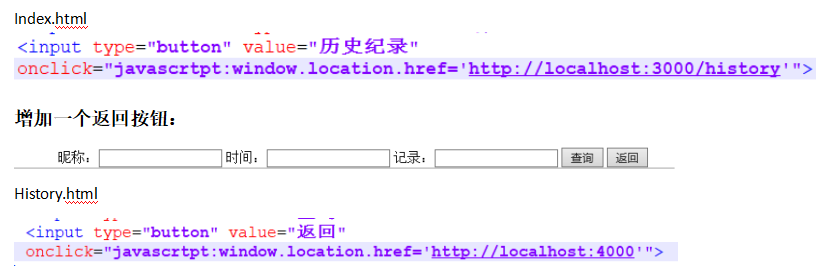 Index.html
<input type="button" value="历史纪录"
onclick="javascrtpt:window.location.href='http://localhost:3000/history'">
增加一个返回按钮：
昵称： 时间： 记录： 查询 返回
History.html
<input type="button" value="返回"
onclick="javascrtpt:window.location.href='http://localhost:4000'">